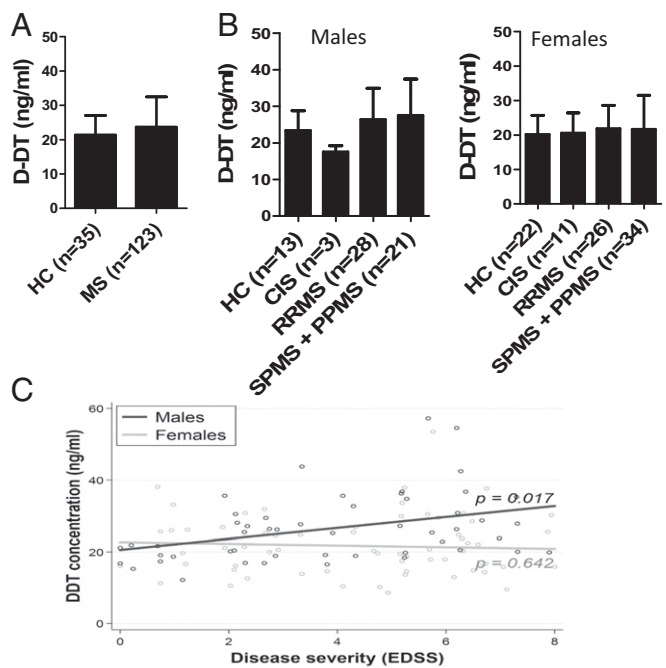 A
50
40
30
20
10
0
D-DT (ng/ml)
HC (n=35)
MS (n=123)
B
Males
50
40
30
20
10
0
D-DT (ng/ml)
HC (n=13)
CIS (n=3)
RRMS (n=28)
SPMS + PPMS (n=21)
Females
50
40
30
20
10
0
D-DT (ng/ml)
HC (n=22)
CIS (n=11)
RRMS (n=26)
SPMS + PPMS (n=34)
C
Males
Females
60
40
20
0
DDT concentration (ng/ml)
p = 0.017
p = 0.642
0 2 4 6 8
Disease severity (EDSS)